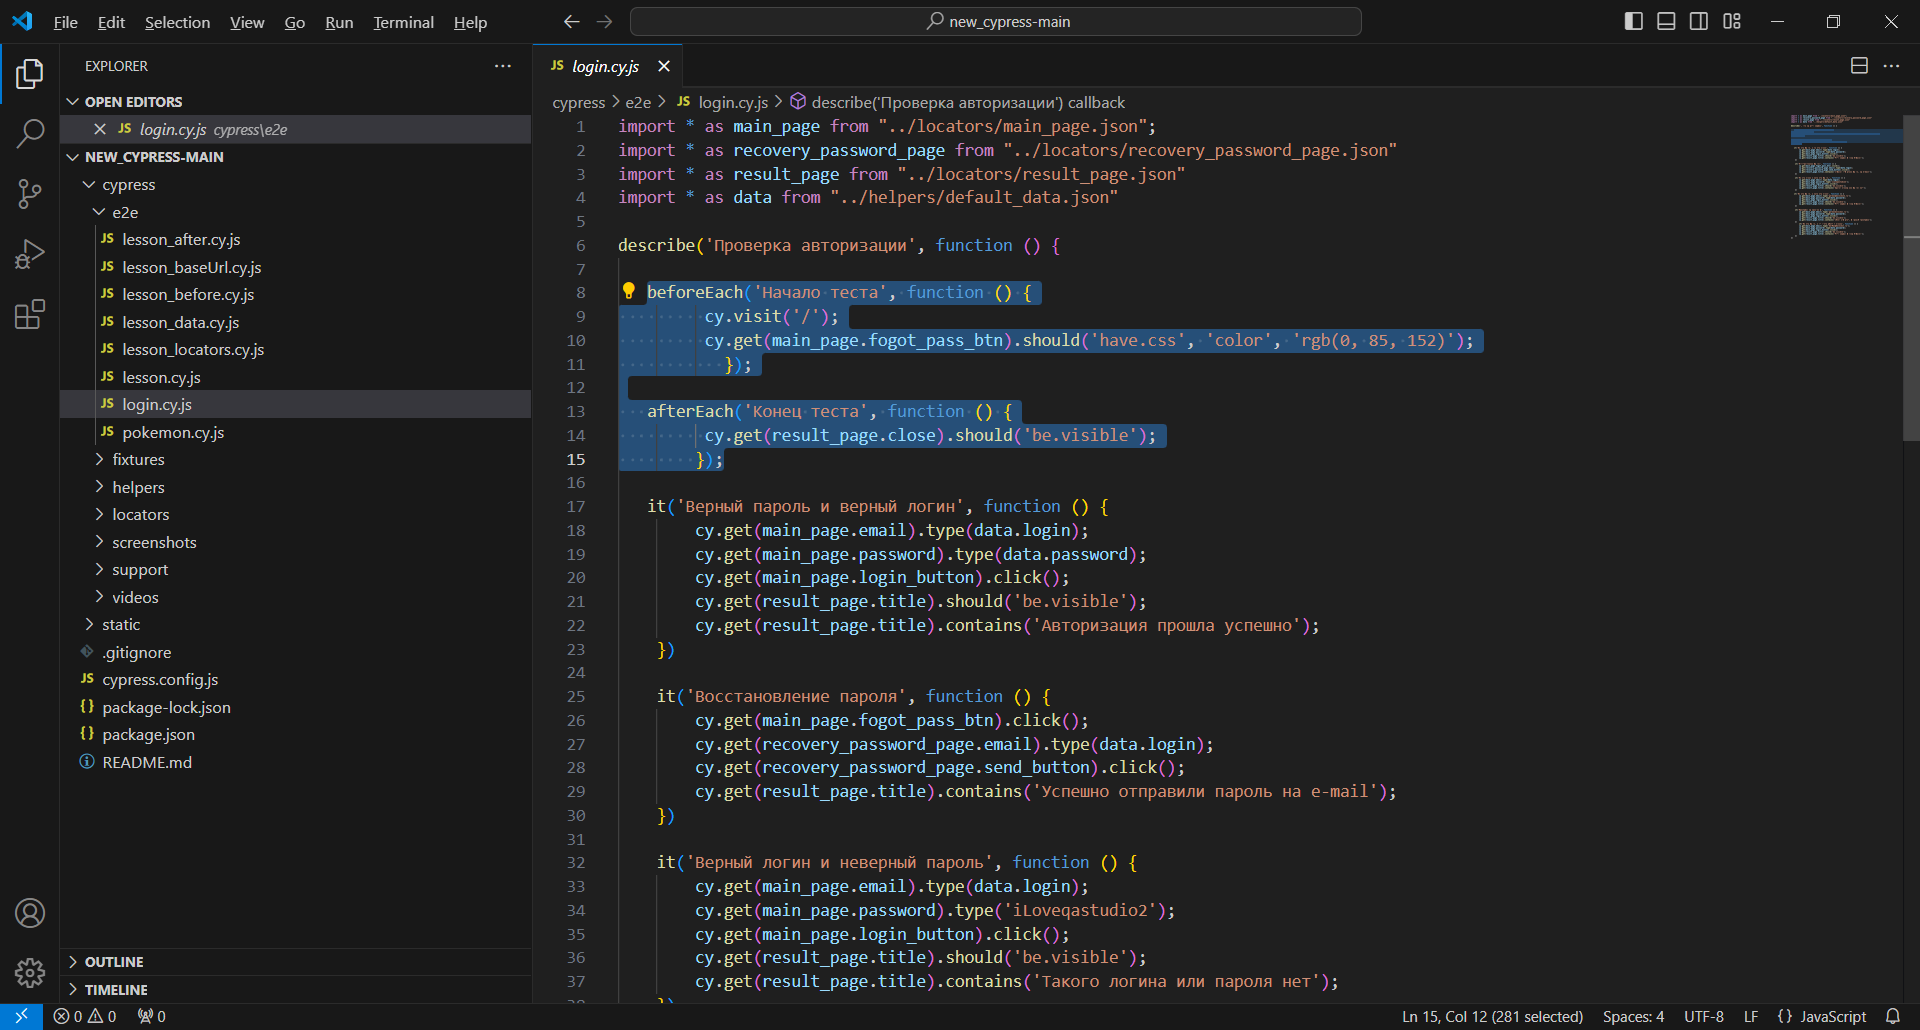 File Edit Selection View Go Run Terminal Help
new_cypress-main
EXPLORER
OPEN EDITORS
JS login.cy.js cypress\e2e
NEW_CYPRESS-MAIN
cypress
e2e
JS lesson_after.cy.js
JS lesson_baseUrl.cy.js
JS lesson_before.cy.js
JS lesson_data.cy.js
JS lesson_locators.cy.js
JS lesson.cy.js
JS login.cy.js
JS pokemon.cy.js
fixtures
helpers
locators
screenshots
support
videos
static
.gitignore
JS cypress.config.js
{} package-lock.json
{} package.json
README.md
OUTLINE
TIMELINE
JS login.cy.js
cypress > e2e > JS login.cy.js > describe('Проверка авторизации') callback
1 import * as main_page from "../locators/main_page.json";
2 import * as recovery_password_page from "../locators/recovery_password_page.json"
3 import * as result_page from "../locators/result_page.json"
4 import * as data from "../helpers/default_data.json"
5
6 describe('Проверка авторизации', function () {
7
8 beforeEach('Начало теста', function () {
9 cy.visit('/');
10 cy.get(main_page.fogot_pass_btn).should('have.css', 'color', 'rgb(0, 85, 152)');
11 });
12
13 afterEach('Конец теста', function () {
14 cy.get(result_page.close).should('be.visible');
15 });
16
17 it('Верный пароль и верный логин', function () {
18 cy.get(main_page.email).type(data.login);
19 cy.get(main_page.password).type(data.password);
20 cy.get(main_page.login_button).click();
21 cy.get(result_page.title).should('be.visible');
22 cy.get(result_page.title).contains('Авторизация прошла успешно');
23 })
24
25 it('Восстановление пароля', function () {
26 cy.get(main_page.fogot_pass_btn).click();
27 cy.get(recovery_password_page.email).type(data.login);
28 cy.get(recovery_password_page.send_button).click();
29 cy.get(result_page.title).contains('Успешно отправили пароль на e-mail');
30 })
31
32 it('Верный логин и неверный пароль', function () {
33 cy.get(main_page.email).type(data.login);
34 cy.get(main_page.password).type('iLoveqastudio2');
35 cy.get(main_page.login_button).click();
36 cy.get(result_page.title).should('be.visible');
37 cy.get(result_page.title).contains('Такого логина или пароля нет');
38 })
0 0 0
Ln 15, Col 12 (281 selected) Spaces: 4 UTF-8 LF {} JavaScript